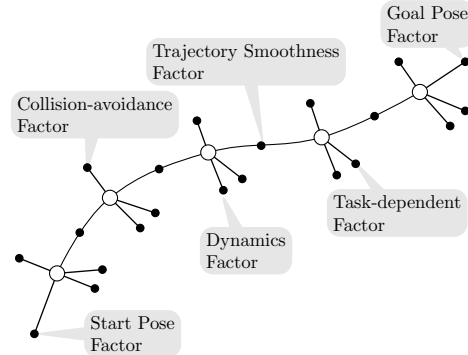 Goal Pose
Factor
Trajectory Smoothness
Factor
Collision-avoidance
Factor
Task-dependent
Factor
Dynamics
Factor
Start Pose
Factor